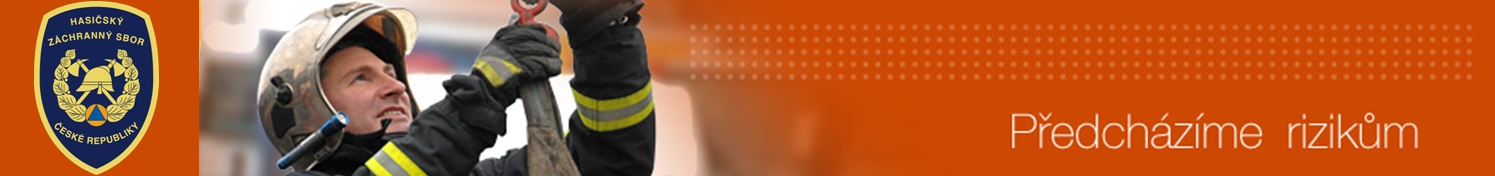 HASIČSKÝ
ZÁCHRANNÝ SBOR
ČESKÉ REPUBLIKY
Předcházíme rizikům